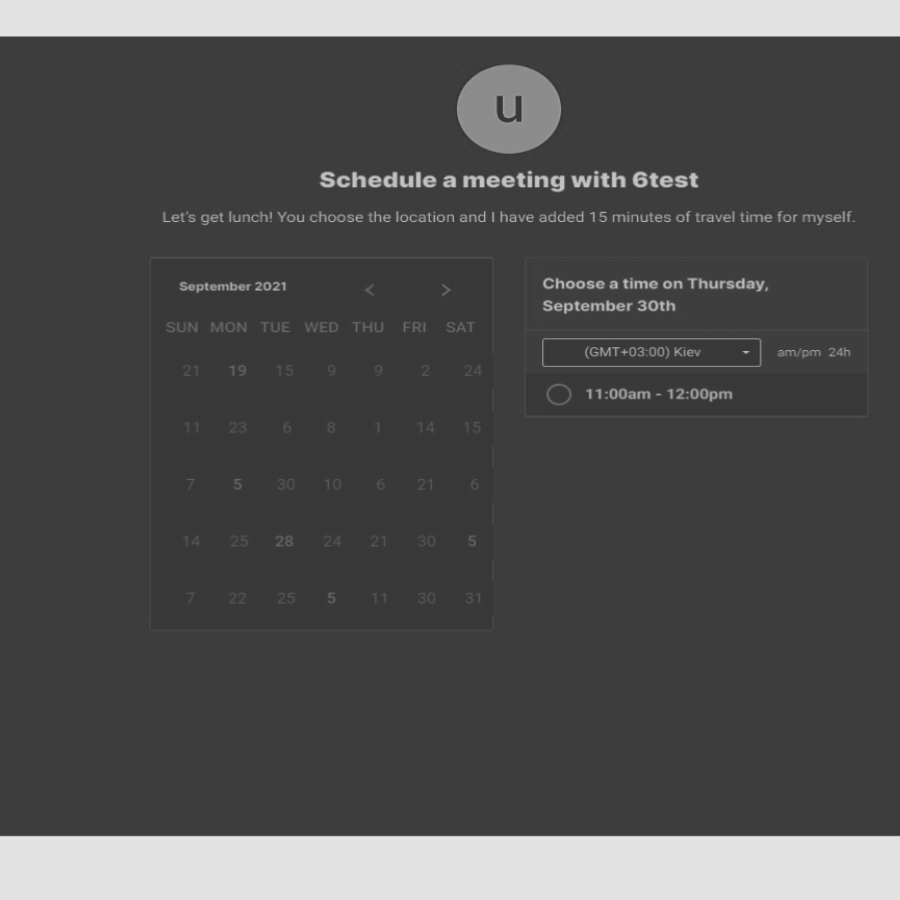 u
Schedule a meeting with 6test
Let's get lunch! You choose the location and I have added 15 minutes of travel time for myself.
September 2021 < >
SUN MON TUE WED THU FRI SAT
21 19 15 9 9 2 24
11 23 6 8 1 14 15
7 5 30 10 6 21 6
14 25 28 24 21 30 5
7 22 25 5 11 30 31
Choose a time on Thursday,
September 30th
(GMT+03:00) Kiev am/pm 24h
11:00am - 12:00pm